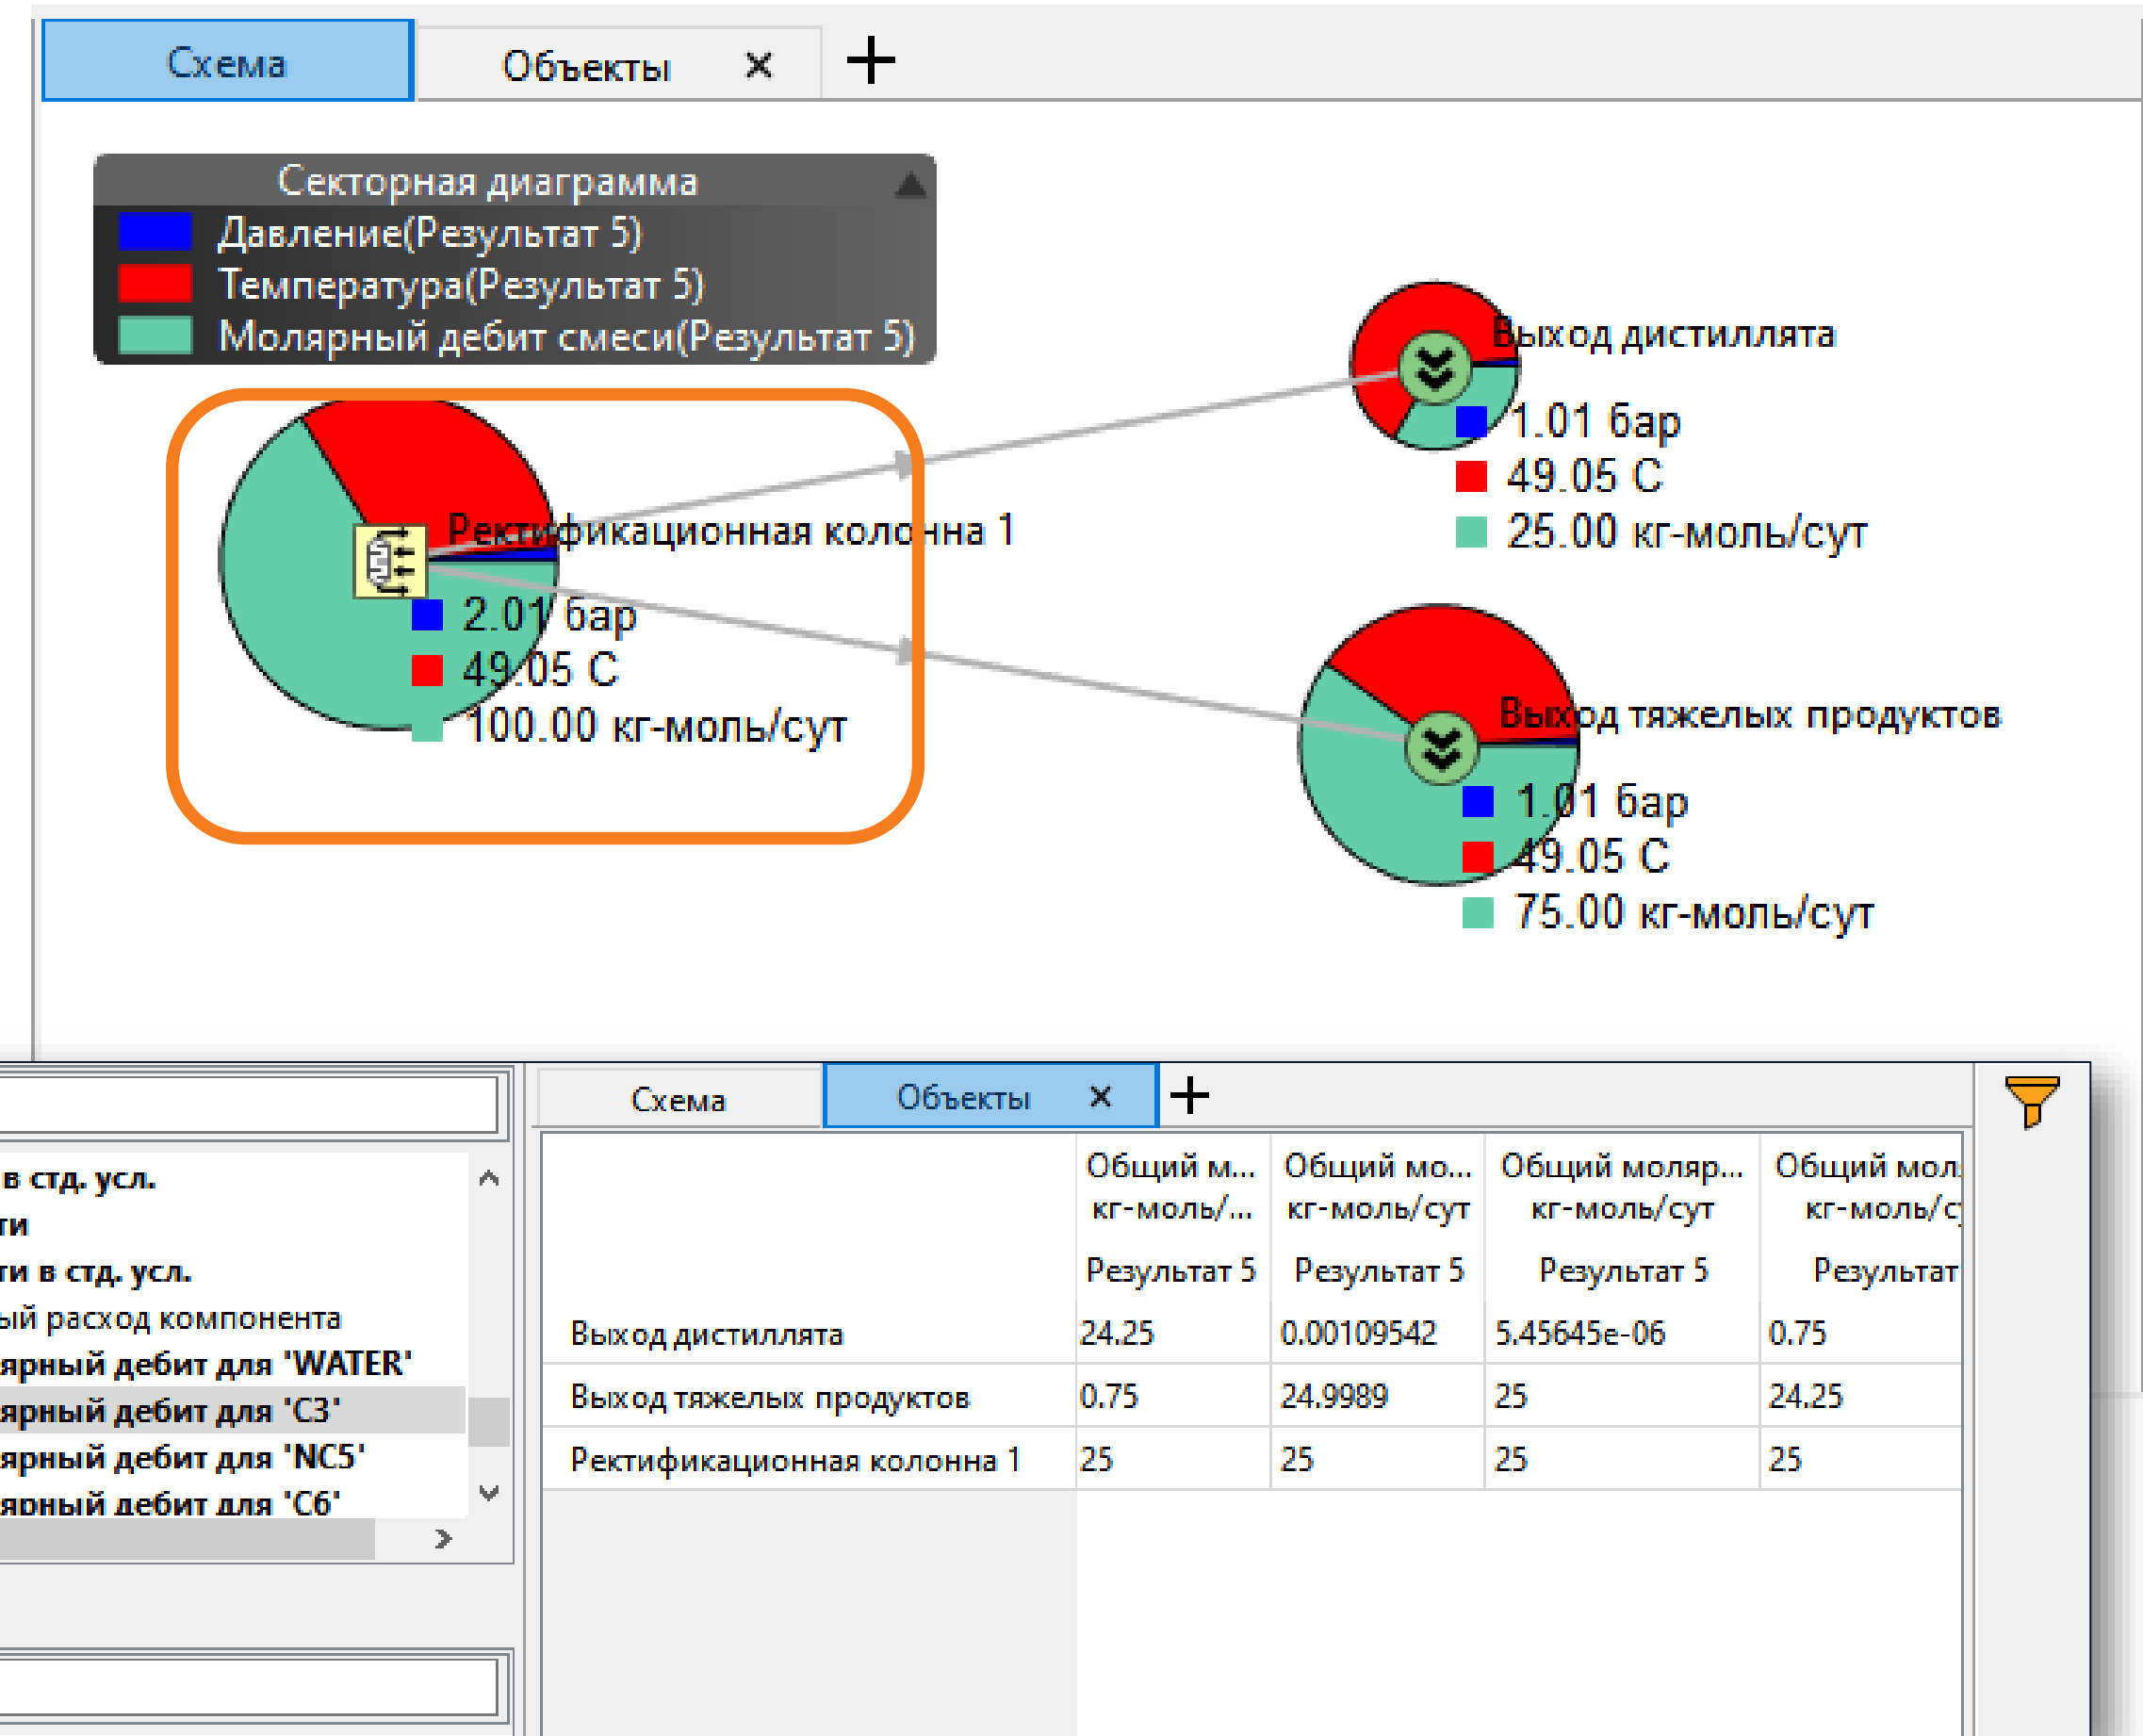 Схема Объекты
Секторная диаграмма
Давление(Результат 5)
Температура(Результат 5)
Молярный дебит смеси(Результат 5)
Выход дистиллята
1.01 бар
49.05 C
25.00 кг-моль/сут
Ректификационная колонна 1
2.01 бар
49.05 C
100.00 кг-моль/сут
Выход тяжелых продуктов
1.01 бар
49.05 C
75.00 кг-моль/сут
в стд. усл.
ти
ти в стд. усл.
ый расход компонента
ярный дебит для 'WATER'
ярный дебит для 'C3'
ярный дебит для 'NC5'
ярный дебит для 'C6'
Схема Объекты
Общий м... Общий мо... Общий моляр... Общий мол
кг-моль/... кг-моль/сут кг-моль/сут кг-моль/с
Результат 5 Результат 5 Результат 5 Результат
Выход дистиллята 24.25 0.00109542 5.45645e-06 0.75
Выход тяжелых продуктов 0.75 24.9989 25 24.25
Ректификационная колонна 1 25 25 25 25